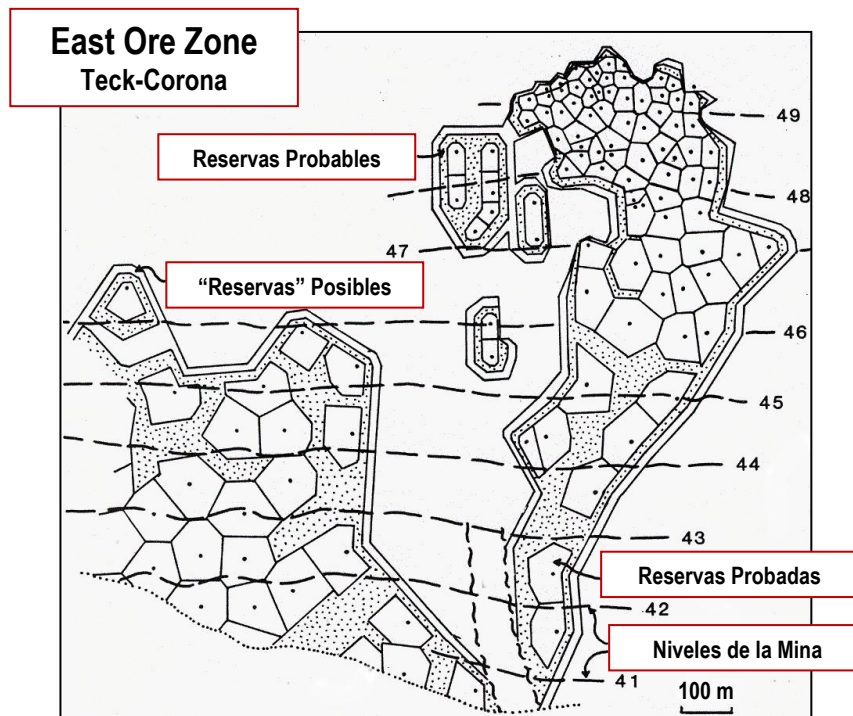 East Ore Zone
Teck-Corona
49
Reservas Probables
48
47
“Reservas” Posibles
46
45
44
43
Reservas Probadas
42
Niveles de la Mina
41
100 m